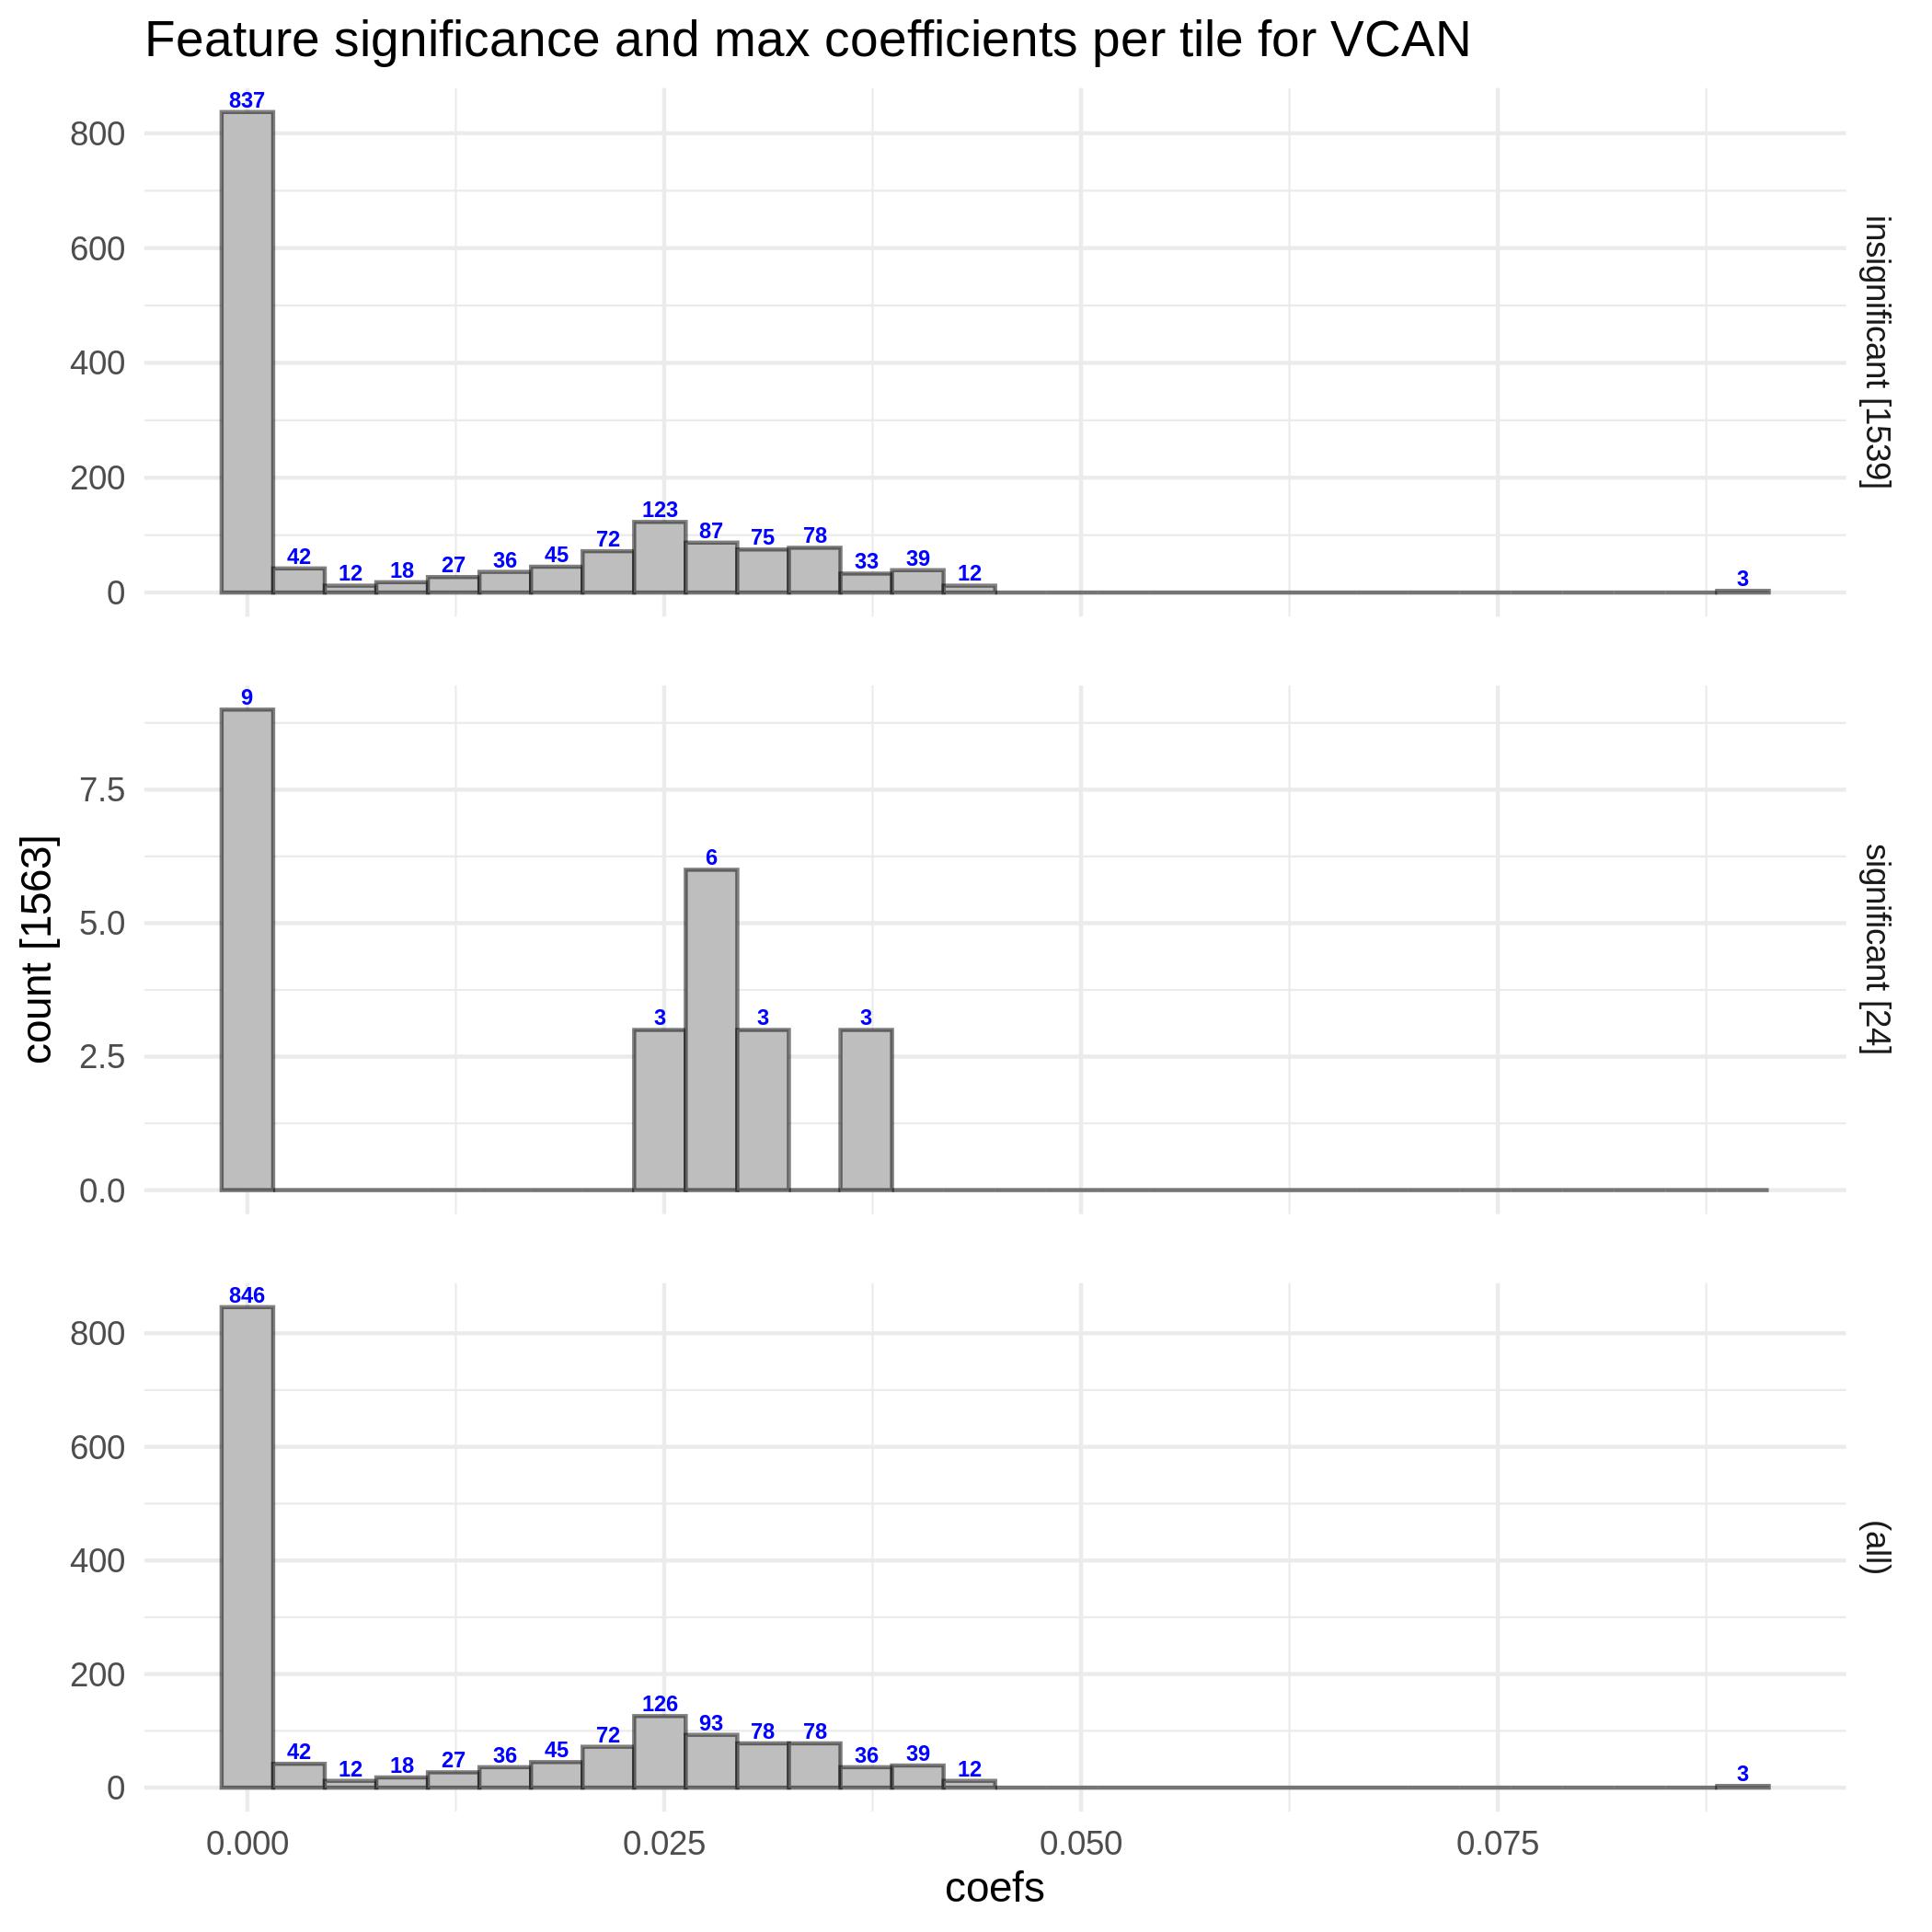 Feature significance and max coefficients per tile for VCAN
837
800
600
400
200
0
42 12 18 27 36 45 72 123 87 75 78 33 39 12 3
insignificant [1539]
count [1563]
9
7.5
5.0
2.5
0.0
3 6 3 3
significant [24]
846
800
600
400
200
0
42 12 18 27 36 45 72 126 93 78 78 36 39 12 3
(all)
0.000 0.025 0.050 0.075
coefs